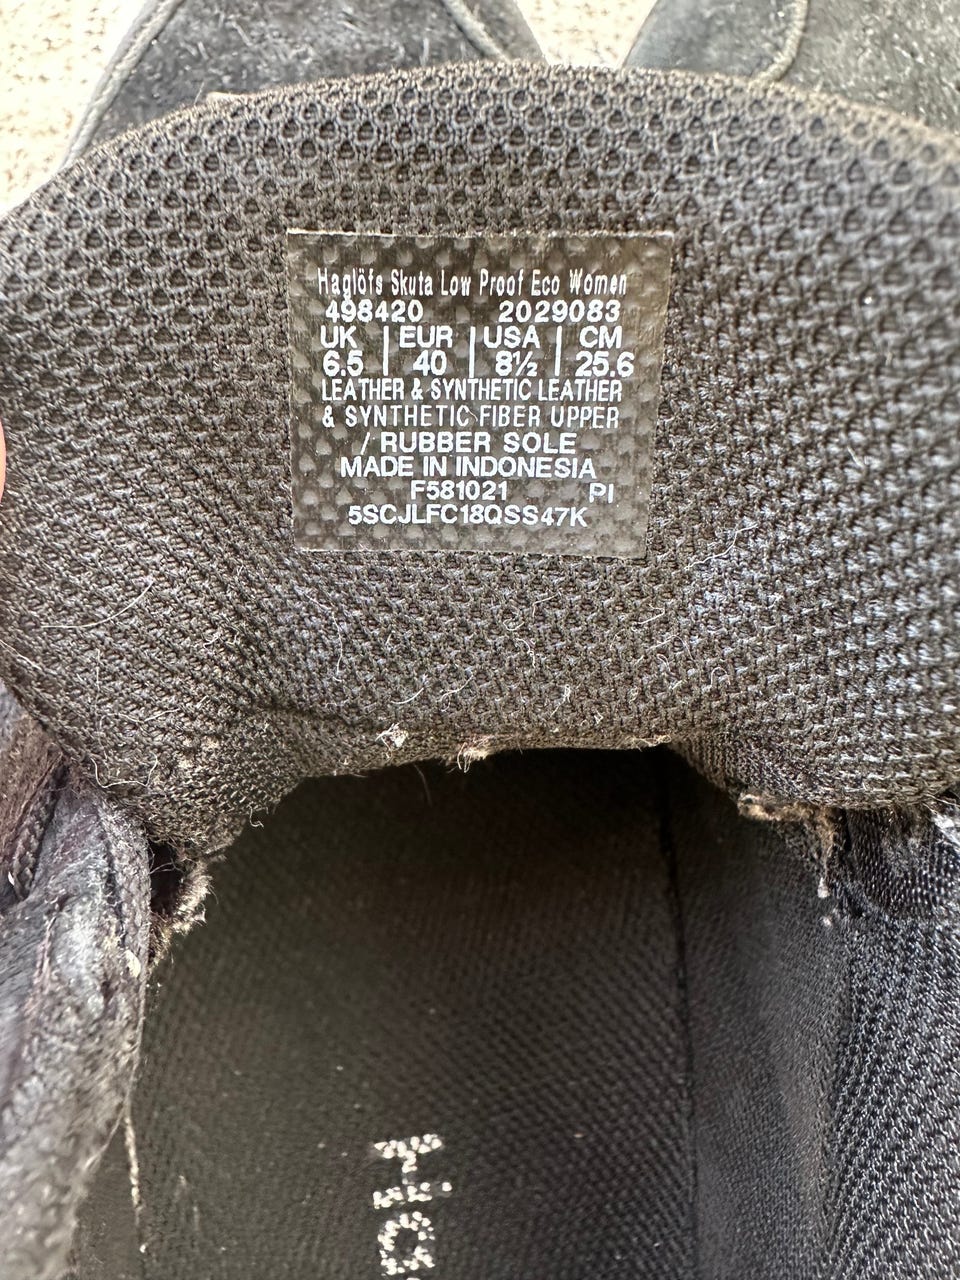 Haglöfs Skuta Low Proof Eco Women
498420 2029083
UK | EUR | USA | CM
6.5 | 40 | 8½ | 25.6
LEATHER & SYNTHETIC LEATHER
& SYNTHETIC FIBER UPPER
/ RUBBER SOLE
MADE IN INDONESIA
F581021 PI
5SCJLFC18QSS47K